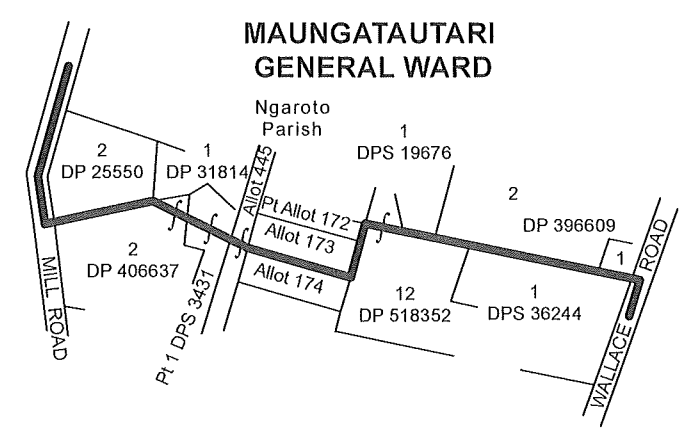 MAUNGATAUTARI
GENERAL WARD
Ngaroto
Parish
1
DPS 19676
2
DP 25550
1
DP 31814
Allot 445
Pt Allot 172
Allot 173
Allot 174
2
DP 396609
1
2
DP 406637
Pt 1 DPS 3431
12
DP 518352
1
DPS 36244
MILL ROAD
WALLACE ROAD